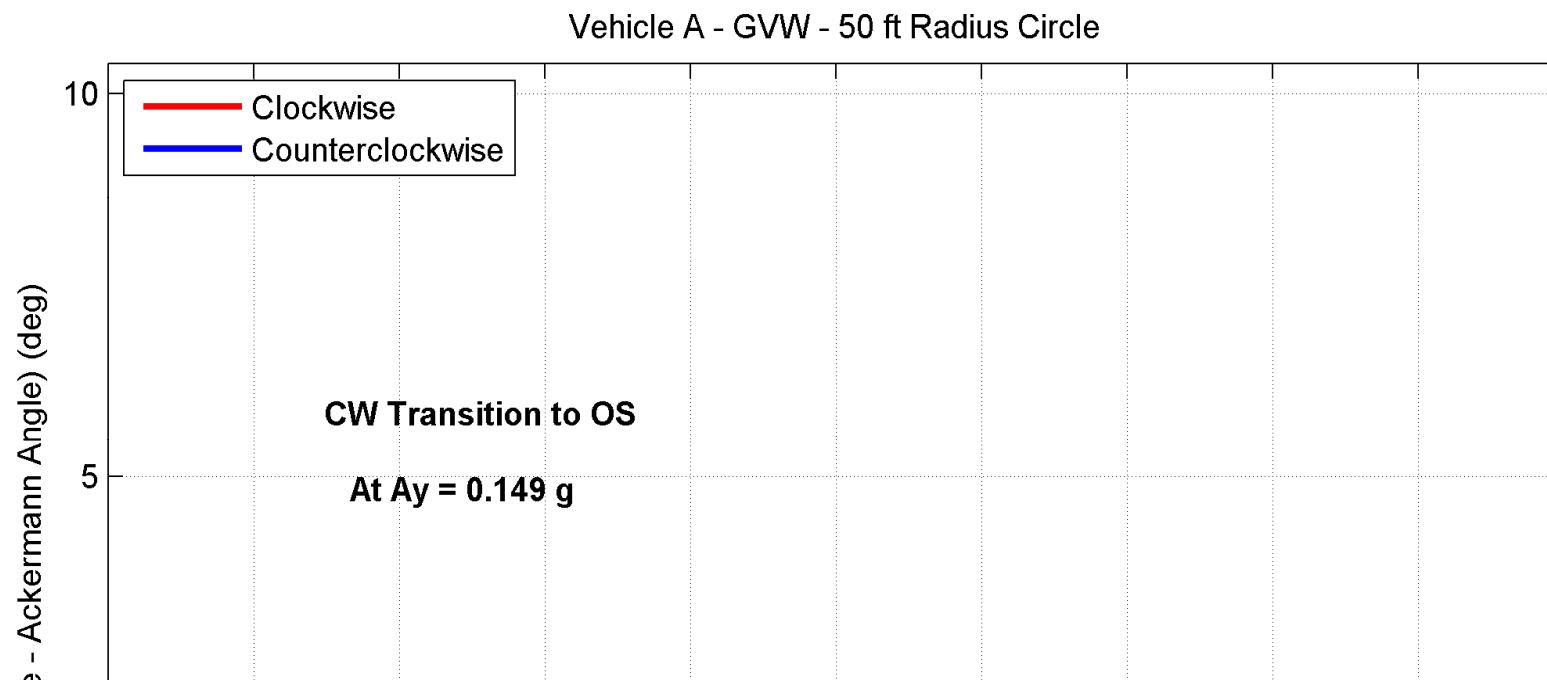 Vehicle A - GVW - 50 ft Radius Circle
10
Clockwise
Counterclockwise
CW Transition to OS
5
At Ay = 0.149 g
- Ackermann Angle) (deg)